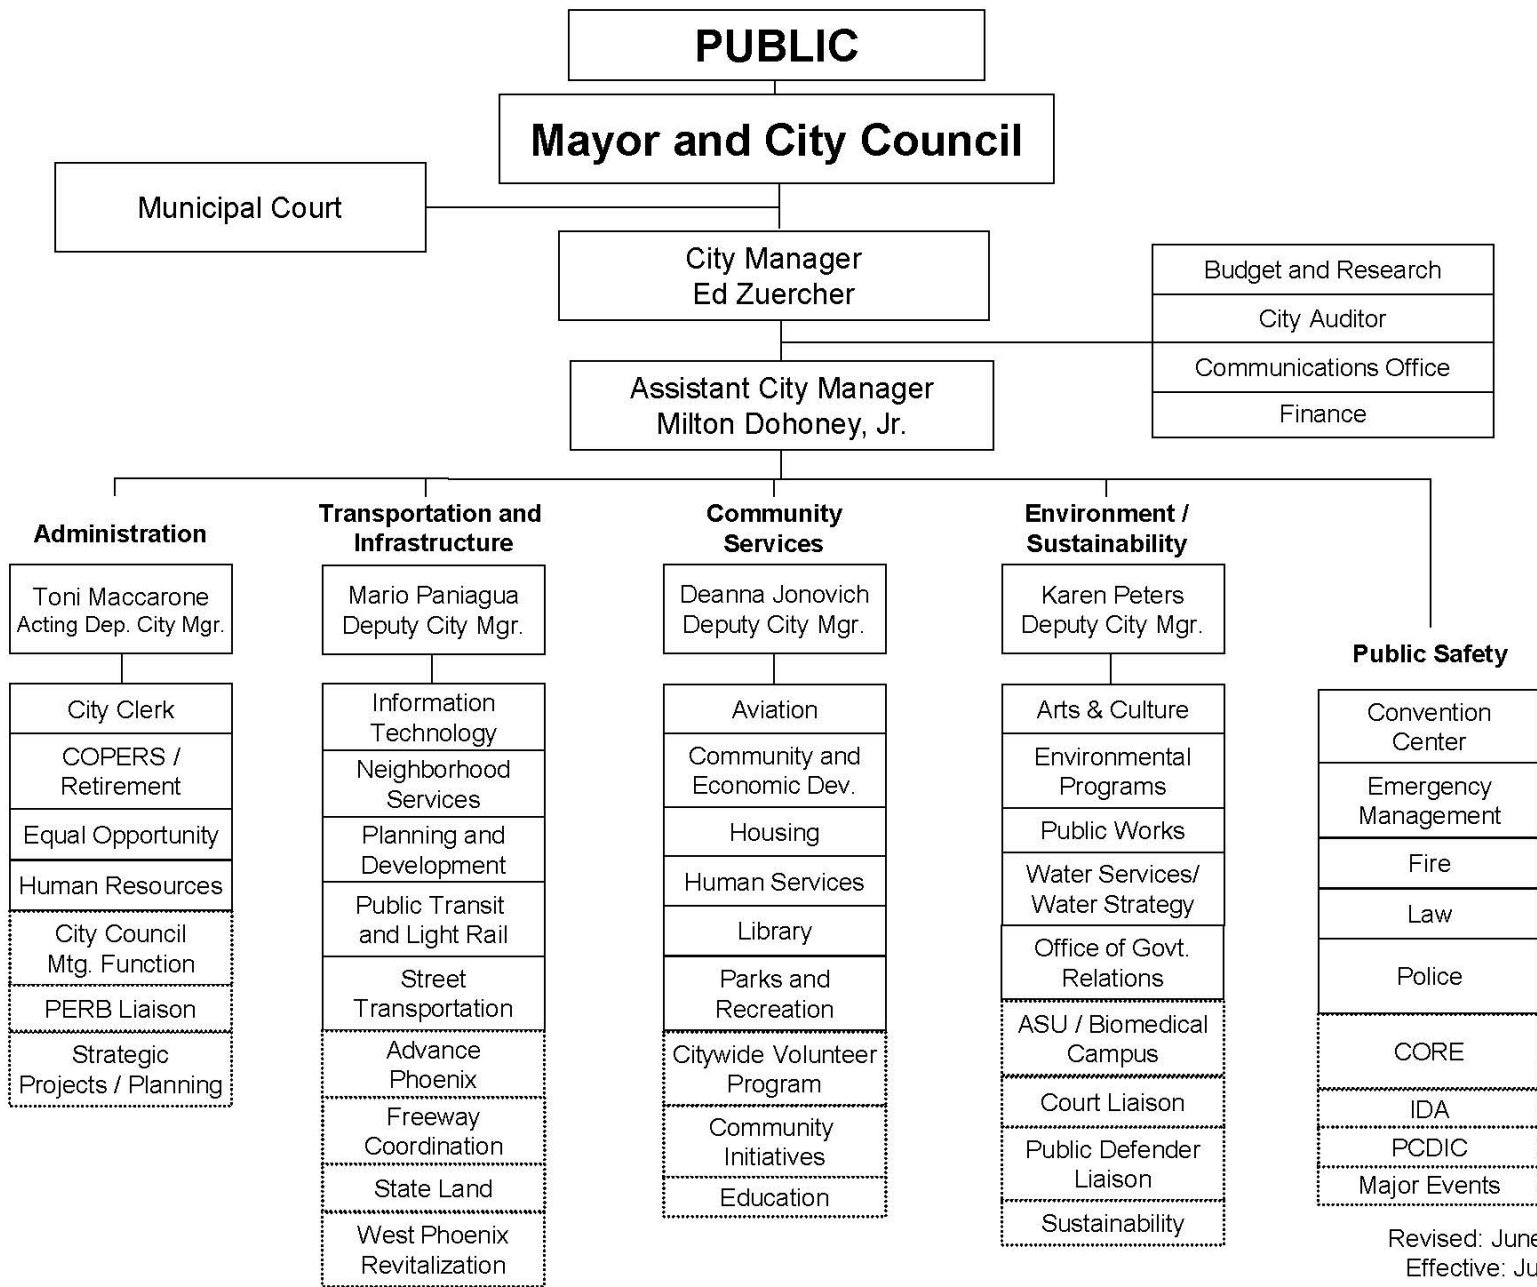 PUBLIC
Mayor and City Council
Municipal Court
City Manager
Ed Zuercher
Budget and Research
City Auditor
Communications Office
Finance
Assistant City Manager
Milton Dohoney, Jr.
Administration
Toni Maccarone
Acting Dep. City Mgr.
City Clerk
COPERS /
Retirement
Equal Opportunity
Human Resources
City Council
Mtg. Function
PERB Liaison
Strategic
Projects / Planning
Transportation and
Infrastructure
Mario Paniagua
Deputy City Mgr.
Information
Technology
Neighborhood
Services
Planning and
Development
Public Transit
and Light Rail
Street
Transportation
Advance
Phoenix
Freeway
Coordination
State Land
West Phoenix
Revitalization
Community
Services
Deanna Jonovich
Deputy City Mgr.
Aviation
Community and
Economic Dev.
Housing
Human Services
Library
Parks and
Recreation
Citywide Volunteer
Program
Community
Initiatives
Education
Environment /
Sustainability
Karen Peters
Deputy City Mgr.
Arts & Culture
Environmental
Programs
Public Works
Water Services/
Water Strategy
Office of Govt.
Relations
ASU / Biomedical
Campus
Court Liaison
Public Defender
Liaison
Sustainability
Public Safety
Convention
Center
Emergency
Management
Fire
Law
Police
CORE
IDA
PCDIC
Major Events
Revised: June
Effective: Ju